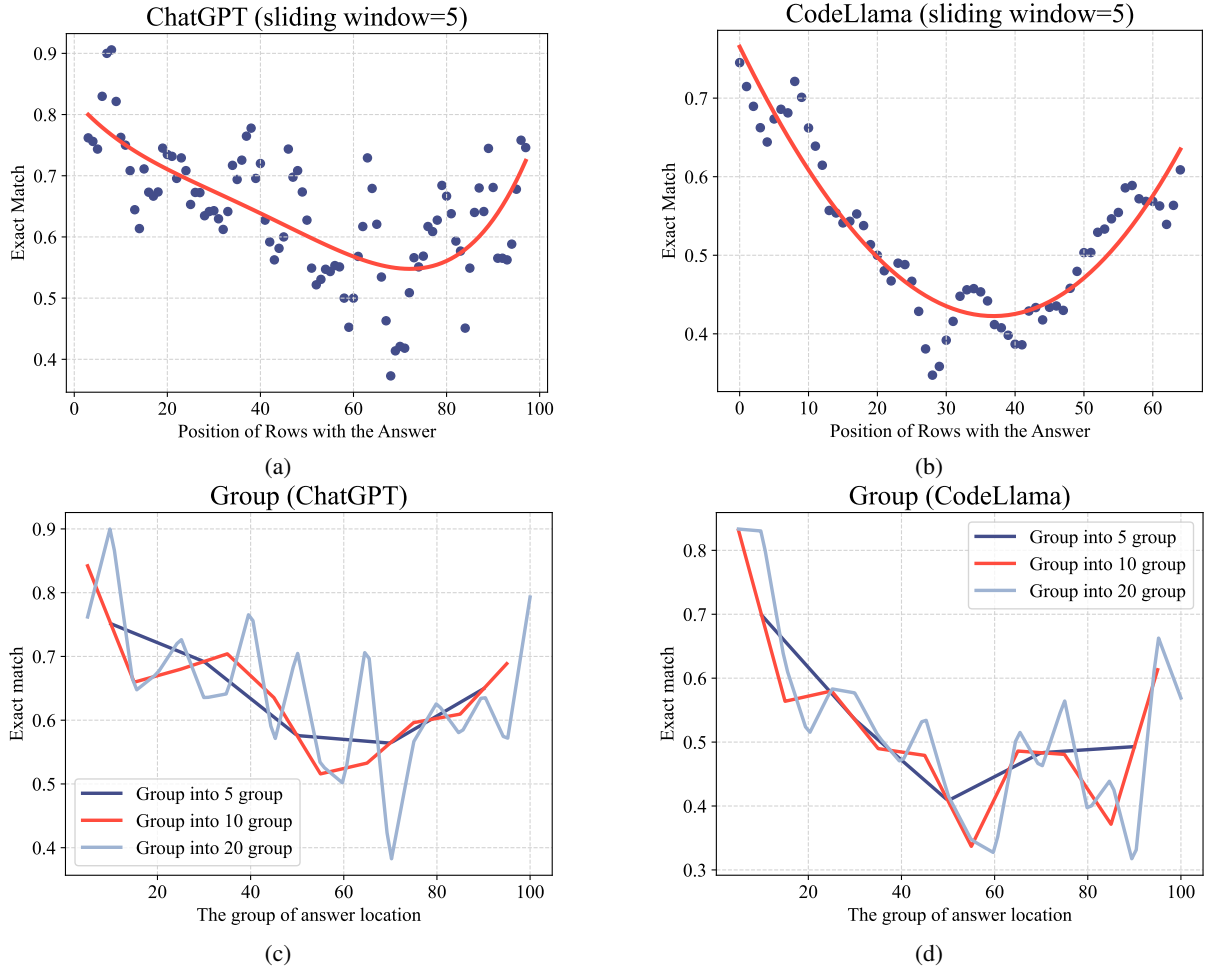 ChatGPT (sliding window=5)
0.9
0.8
0.7
0.6
0.5
0.4
Exact Match
0 20 40 60 80 100
Position of Rows with the Answer
(a)
CodeLlama (sliding window=5)
0.7
0.6
0.5
0.4
Exact Match
0 10 20 30 40 50 60
Position of Rows with the Answer
(b)
Group (ChatGPT)
0.9
0.8
0.7
0.6
0.5
0.4
Exact match
Group into 5 group
Group into 10 group
Group into 20 group
20 40 60 80 100
The group of answer location
(c)
Group (CodeLlama)
0.8
0.7
0.6
0.5
0.4
0.3
Exact match
Group into 5 group
Group into 10 group
Group into 20 group
20 40 60 80 100
The group of answer location
(d)